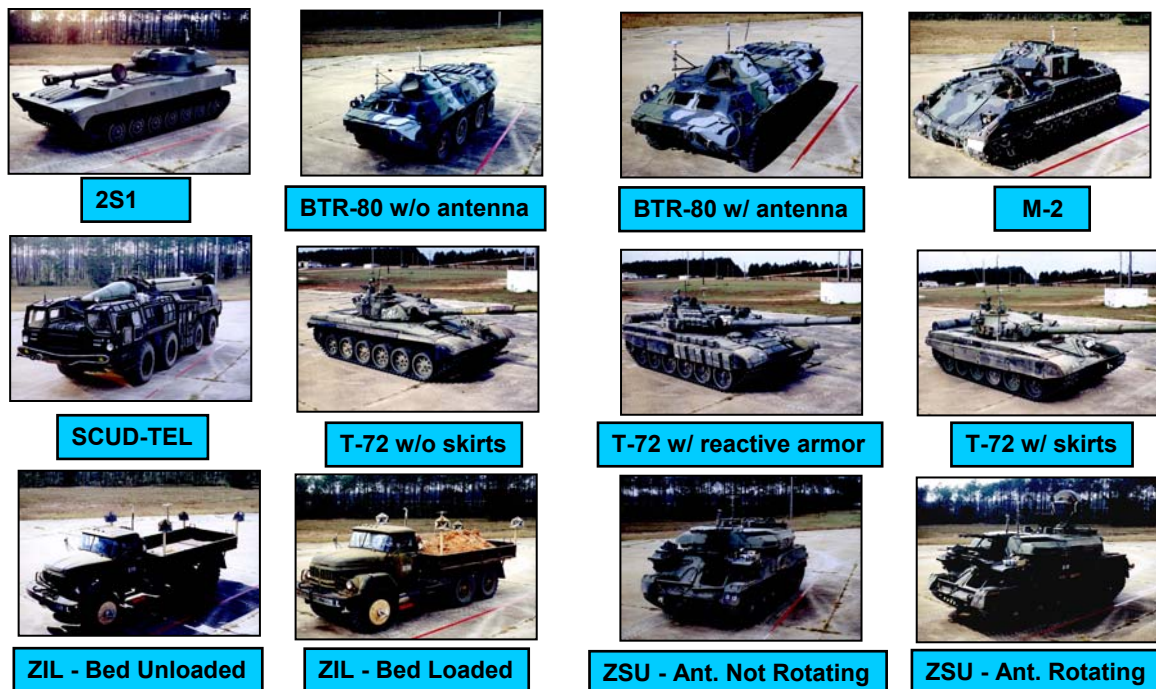 2S1
BTR-80 w/o antenna
BTR-80 w/ antenna
M-2
SCUD-TEL
T-72 w/o skirts
T-72 w/ reactive armor
T-72 w/ skirts
ZIL - Bed Unloaded
ZIL - Bed Loaded
ZSU - Ant. Not Rotating
ZSU - Ant. Rotating